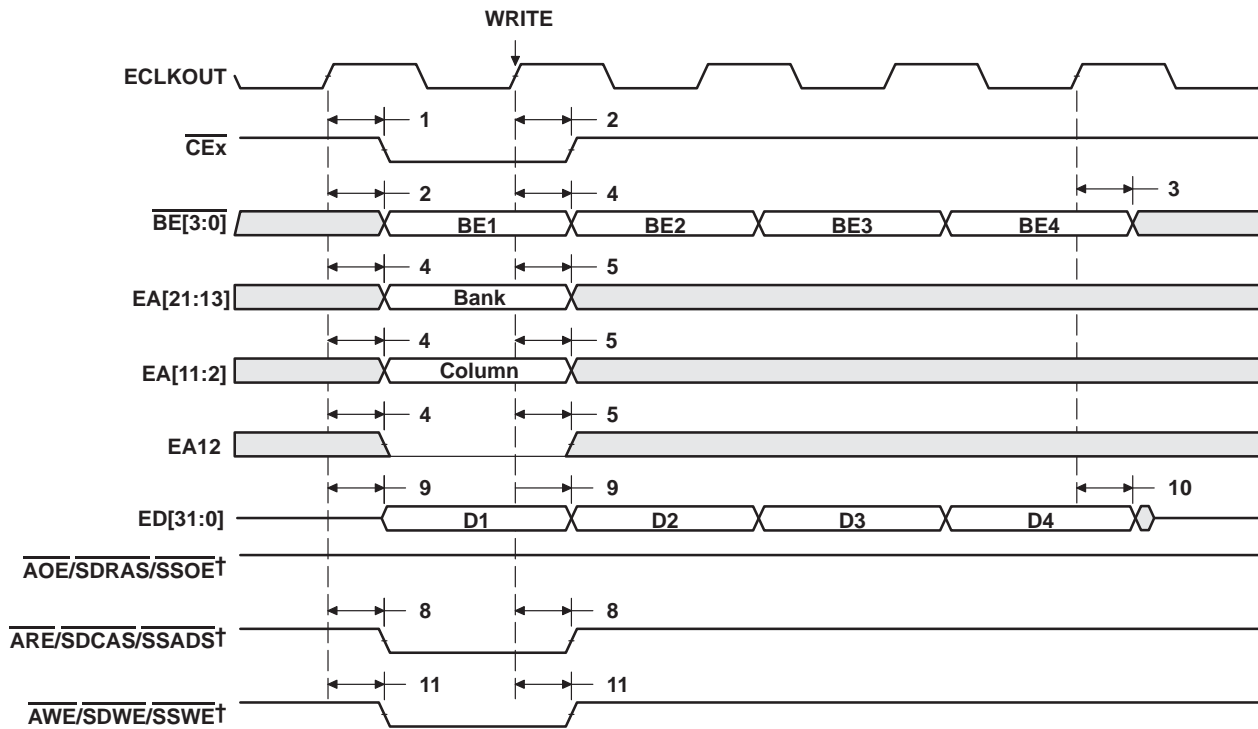 WRITE
ECLKOUT
1 2
CEx
2 4 3
BE[3:0] BE1 BE2 BE3 BE4
4 5
EA[21:13] Bank
4 5
EA[11:2] Column
4 5
EA12
9 9 10
ED[31:0] D1 D2 D3 D4
AOE/SDRAS/SSOE†
8 8
ARE/SDCAS/SSADS†
11 11
AWE/SDWE/SSWE†